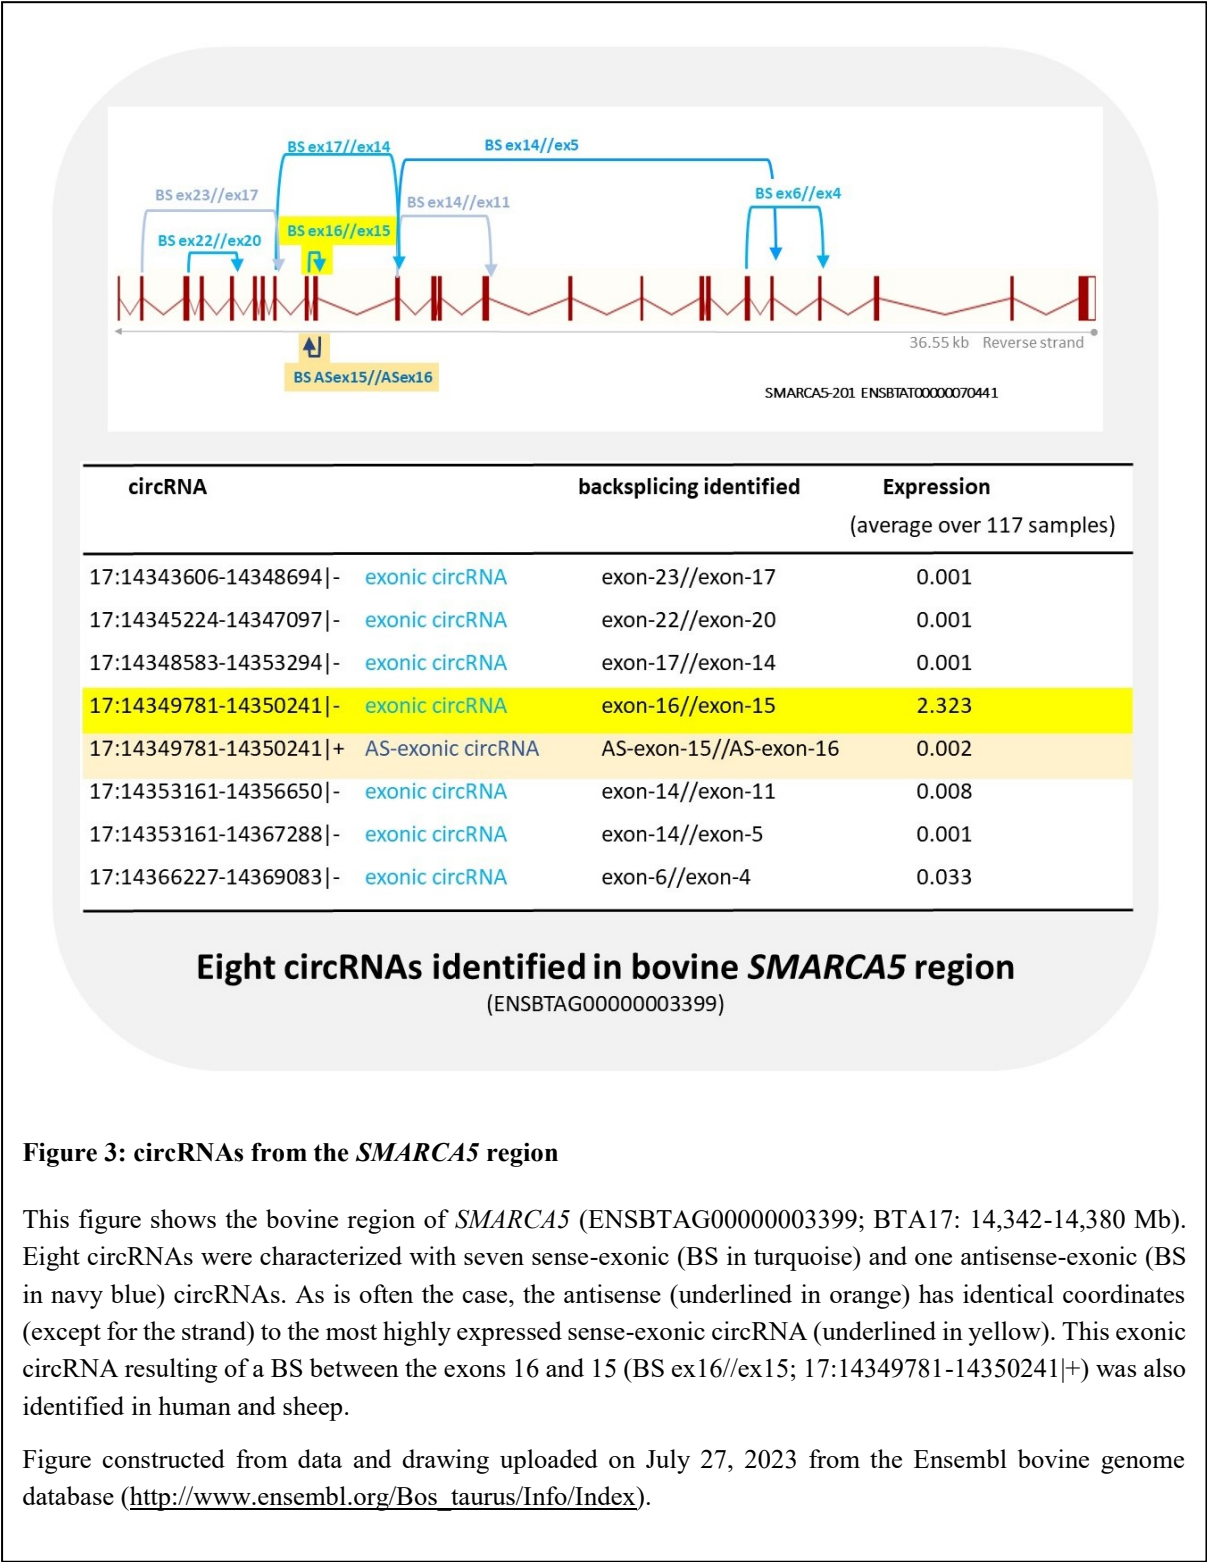 BS ex17//ex14
BS ex14//ex5
BS ex23//ex17
BS ex14//ex11
BS ex6//ex4
BS ex22//ex20
BS ex16//ex15
36.55 kb Reverse strand
BS ASex15//ASex16
SMARCA5-201 ENSBTAT00000070441
circRNA backsplicing identified Expression
(average over 117 samples)
17:14343606-14348694|- exonic circRNA exon-23//exon-17 0.001
17:14345224-14347097|- exonic circRNA exon-22//exon-20 0.001
17:14348583-14353294|- exonic circRNA exon-17//exon-14 0.001
17:14349781-14350241|- exonic circRNA exon-16//exon-15 2.323
17:14349781-14350241|+ AS-exonic circRNA AS-exon-15//AS-exon-16 0.002
17:14353161-14356650|- exonic circRNA exon-14//exon-11 0.008
17:14353161-14367288|- exonic circRNA exon-14//exon-5 0.001
17:14366227-14369083|- exonic circRNA exon-6//exon-4 0.033
Eight circRNAs identified in bovine SMARCA5 region
(ENSBTAG00000003399)
Figure 3: circRNAs from the SMARCA5 region
This figure shows the bovine region of SMARCA5 (ENSBTAG00000003399; BTA17: 14,342-14,380 Mb).
Eight circRNAs were characterized with seven sense-exonic (BS in turquoise) and one antisense-exonic (BS
in navy blue) circRNAs. As is often the case, the antisense (underlined in orange) has identical coordinates
(except for the strand) to the most highly expressed sense-exonic circRNA (underlined in yellow). This exonic
circRNA resulting of a BS between the exons 16 and 15 (BS ex16//ex15; 17:14349781-14350241|+) was also
identified in human and sheep.
Figure constructed from data and drawing uploaded on July 27, 2023 from the Ensembl bovine genome
database (http://www.ensembl.org/Bos_taurus/Info/Index).